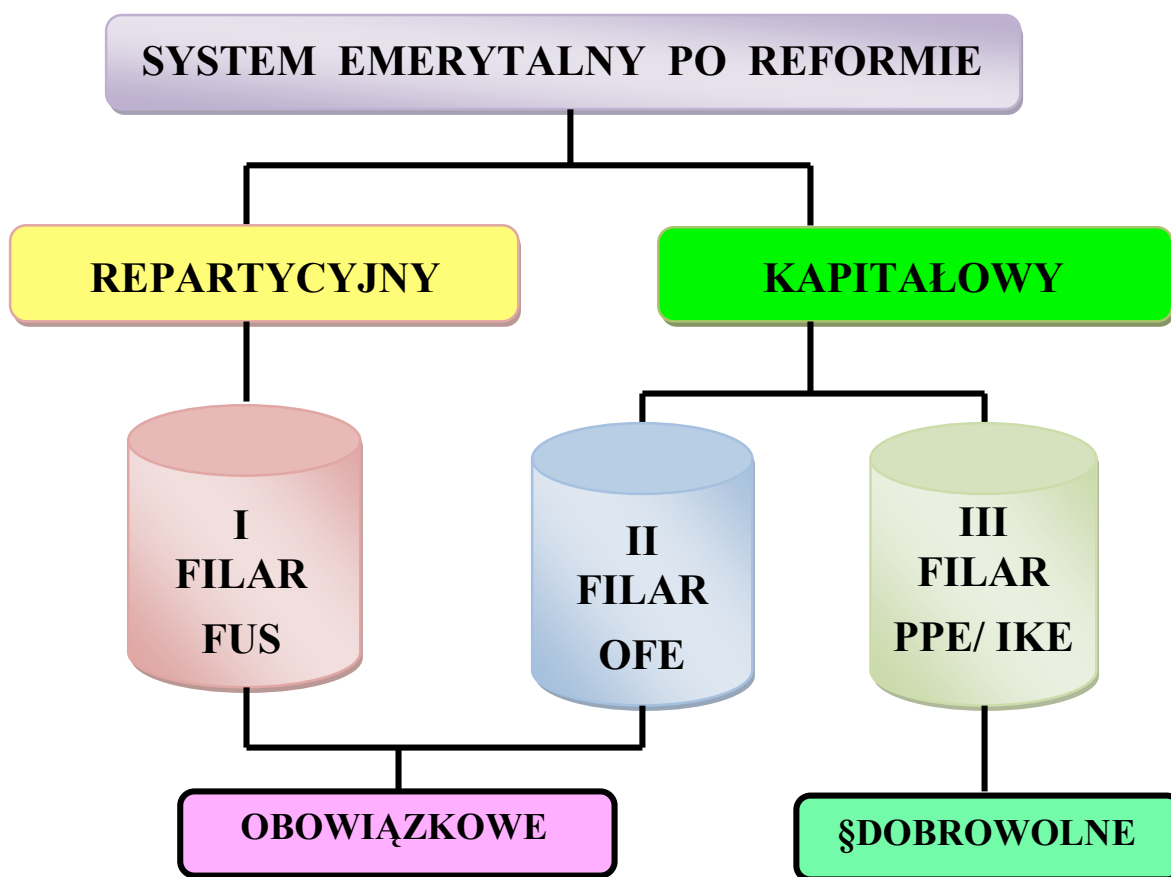 SYSTEM EMERYTALNY PO REFORMIE
REPARTYCYJNY
KAPITAŁOWY
I
FILAR
FUS
II
FILAR
OFE
III
FILAR
PPE/ IKE
OBOWIĄZKOWE
§DOBROWOLNE